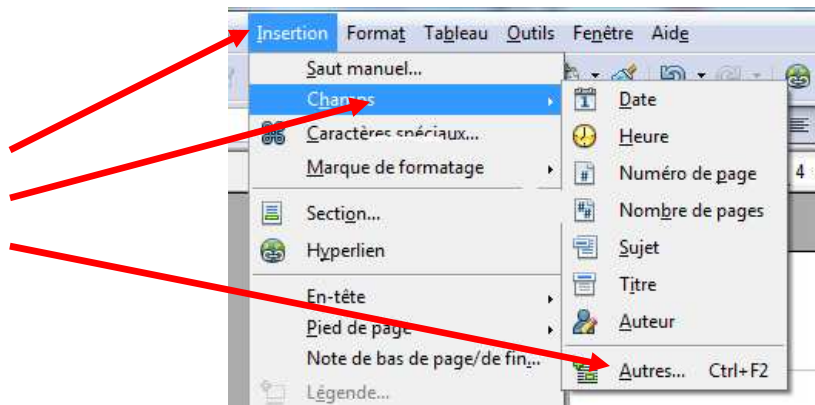 Insertion Format Tableau Outils Fenêtre Aide
Saut manuel...
Champs
Caractères spéciaux...
Marque de formatage
Section...
Hyperlien
En-tête
Pied de page
Note de bas de page/de fin...
Légende...
Date
Heure
Numéro de page
Nombre de pages
Sujet
Titre
Auteur
Autres... Ctrl+F2
4